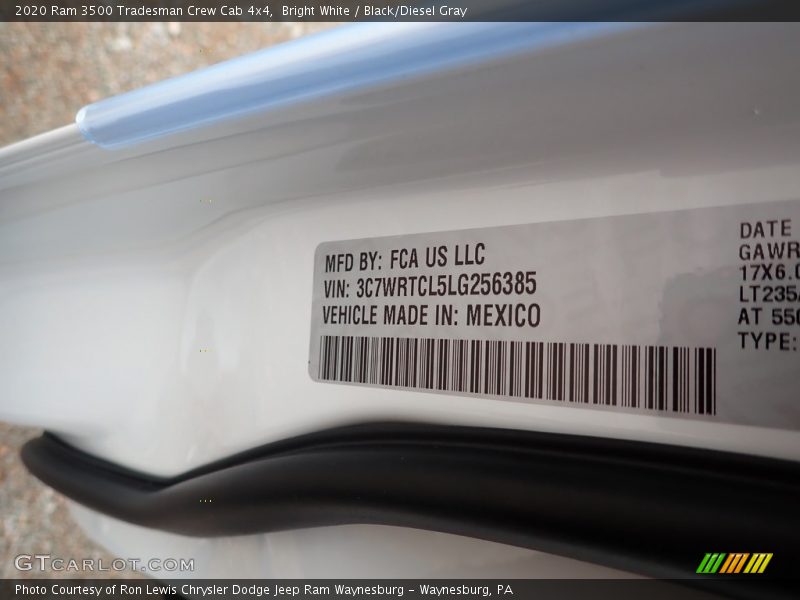 2020 Ram 3500 Tradesman Crew Cab 4x4, Bright White / Black/Diesel Gray
MFD BY: FCA US LLC
VIN: 3C7WRTCL5LG256385
VEHICLE MADE IN: MEXICO
DATE
GAWR
17X6.0
LT235/
AT 550
TYPE:
GTCARLOT.COM
Photo Courtesy of Ron Lewis Chrysler Dodge Jeep Ram Waynesburg - Waynesburg, PA